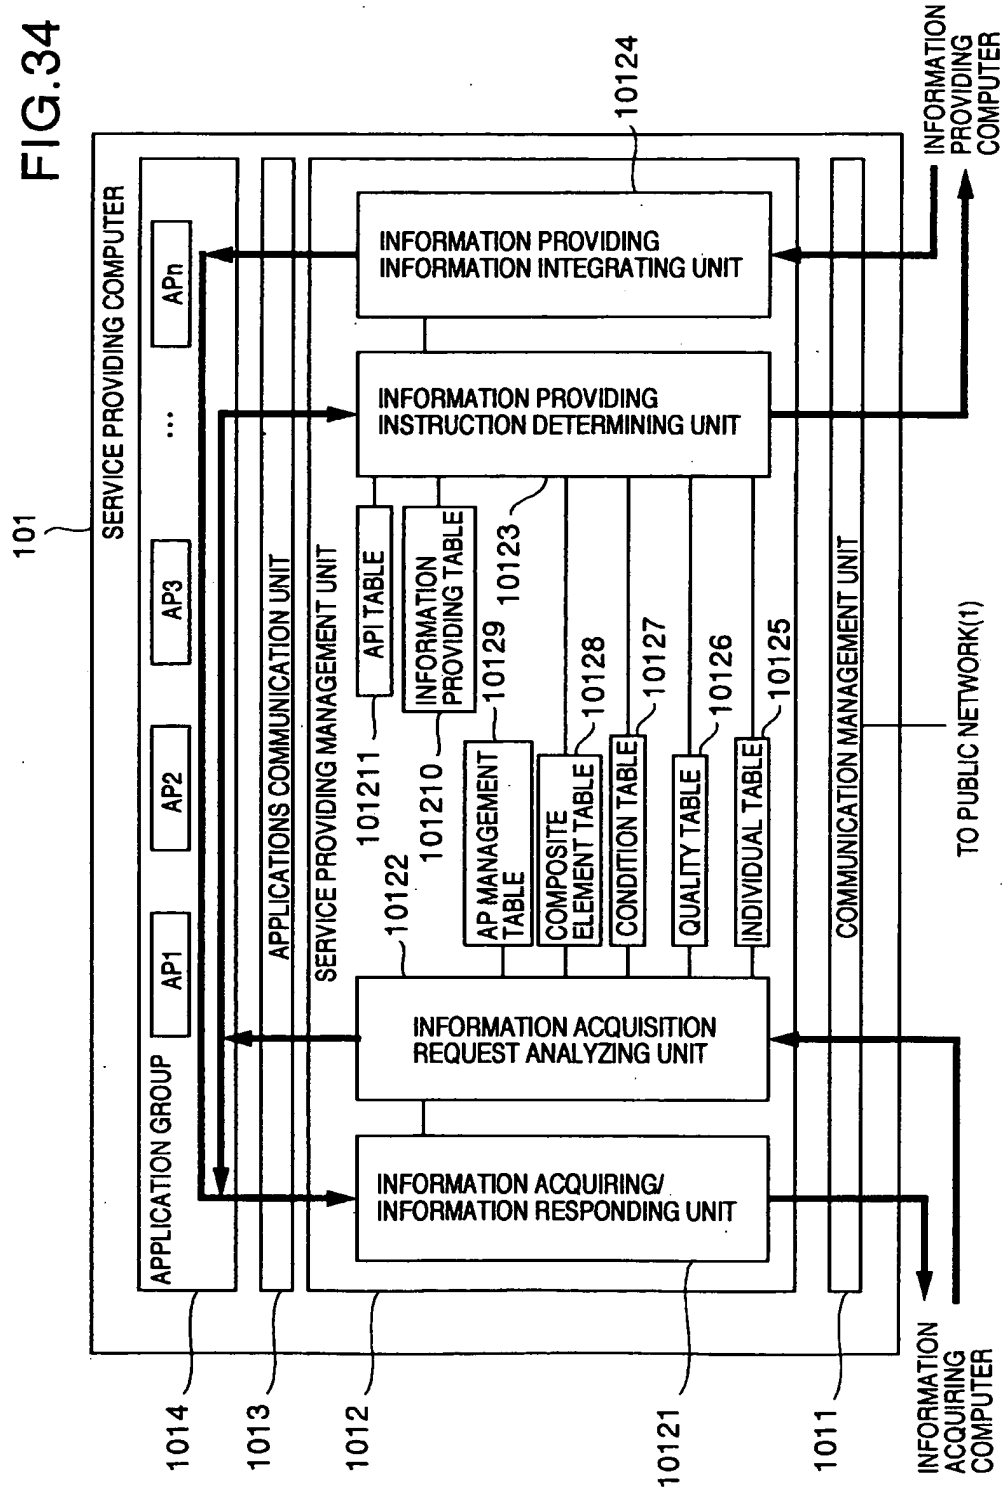 FIG.34
101
SERVICE PROVIDING COMPUTER
1014
APPLICATION GROUP
AP1
AP2
AP3
...
APn
1013
APPLICATIONS COMMUNICATION UNIT
1012
SERVICE PROVIDING MANAGEMENT UNIT
INFORMATION ACQUIRING/
INFORMATION RESPONDING UNIT
10121
INFORMATION ACQUISITION
REQUEST ANALYZING UNIT
10122
AP MANAGEMENT
TABLE
10129
COMPOSITE
ELEMENT TABLE
10128
CONDITION TABLE
10127
QUALITY TABLE
10126
INDIVIDUAL TABLE
10125
API TABLE
101211
INFORMATION
PROVIDING TABLE
101210
INFORMATION PROVIDING
INSTRUCTION DETERMINING UNIT
10123
INFORMATION PROVIDING
INFORMATION INTEGRATING UNIT
10124
1011
COMMUNICATION MANAGEMENT UNIT
INFORMATION
ACQUIRING
COMPUTER
TO PUBLIC NETWORK(1)
INFORMATION
PROVIDING
COMPUTER